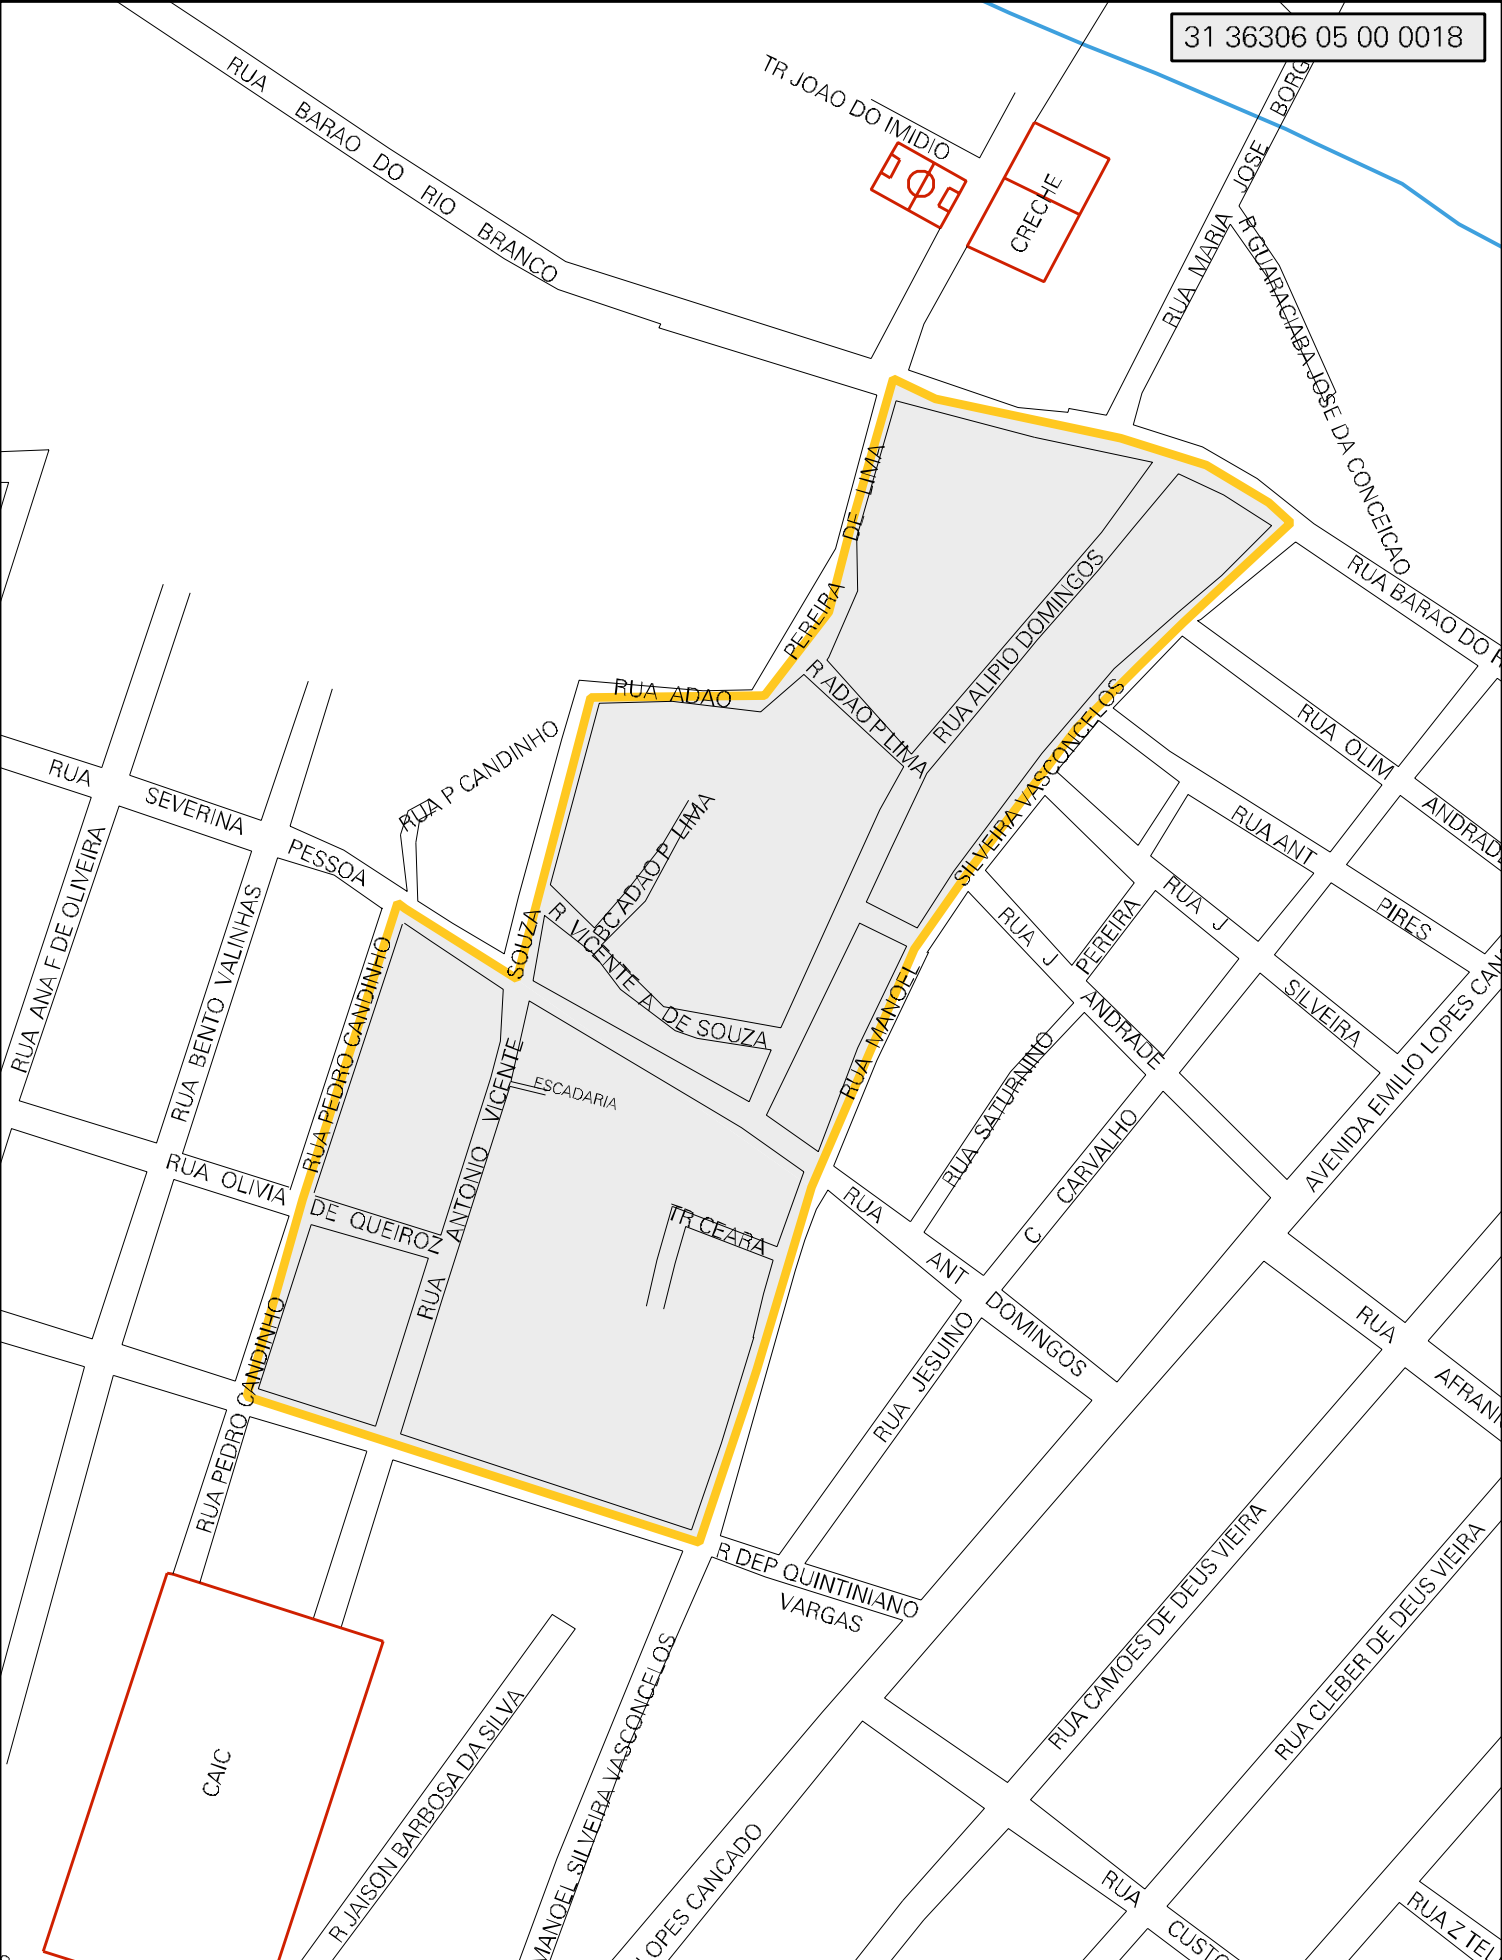 31 36306 05 00 0018
TR JOAO DO IMIDIO
RUA BARAO DO RIO BRANCO
CRECHE
RUA MARIA JOSE BORG
R GUARACIABA JOSE DA CONCEICAO
RUA BARAO DO R
RUA ADAO PEREIRA DE LIMA
R ADAO P LIMA
RUA ALIPIO DOMINGOS
RUA MANOEL SILVEIRA VASCONCELOS
RUA P CANDINHO
RUA SEVERINA PESSOA
BC ADAO P LIMA
R VICENTE A DE SOUZA
RUA ANTONIO VICENTE SOUZA
ESCADARIA
RUA ANA F DE OLIVEIRA
RUA BENTO VALINHAS
RUA PEDRO CANDINHO
RUA OLIVIA DE QUEIROZ
TR CEARA
RUA PEDRO CANDINHO
RUA OLIM
ANDRADE
RUA ANT
PIRES
RUA J
PEREIRA
SILVEIRA
RUA J
ANDRADE
RUA SATURNINO
C CARVALHO
AVENIDA EMILIO LOPES CAN
RUA ANT DOMINGOS
RUA JESUINO
RUA
AFRANI
R DEP QUINTINIANO
VARGAS
RUA CAMOES DE DEUS VIEIRA
RUA CLEBER DE DEUS VIEIRA
CAIC
R JAISON BARBOSA DA SILVA
MANOEL SILVEIRA VASCONCELOS
LOPES CANCADO
RUA
CUSTO
RUA Z TEL